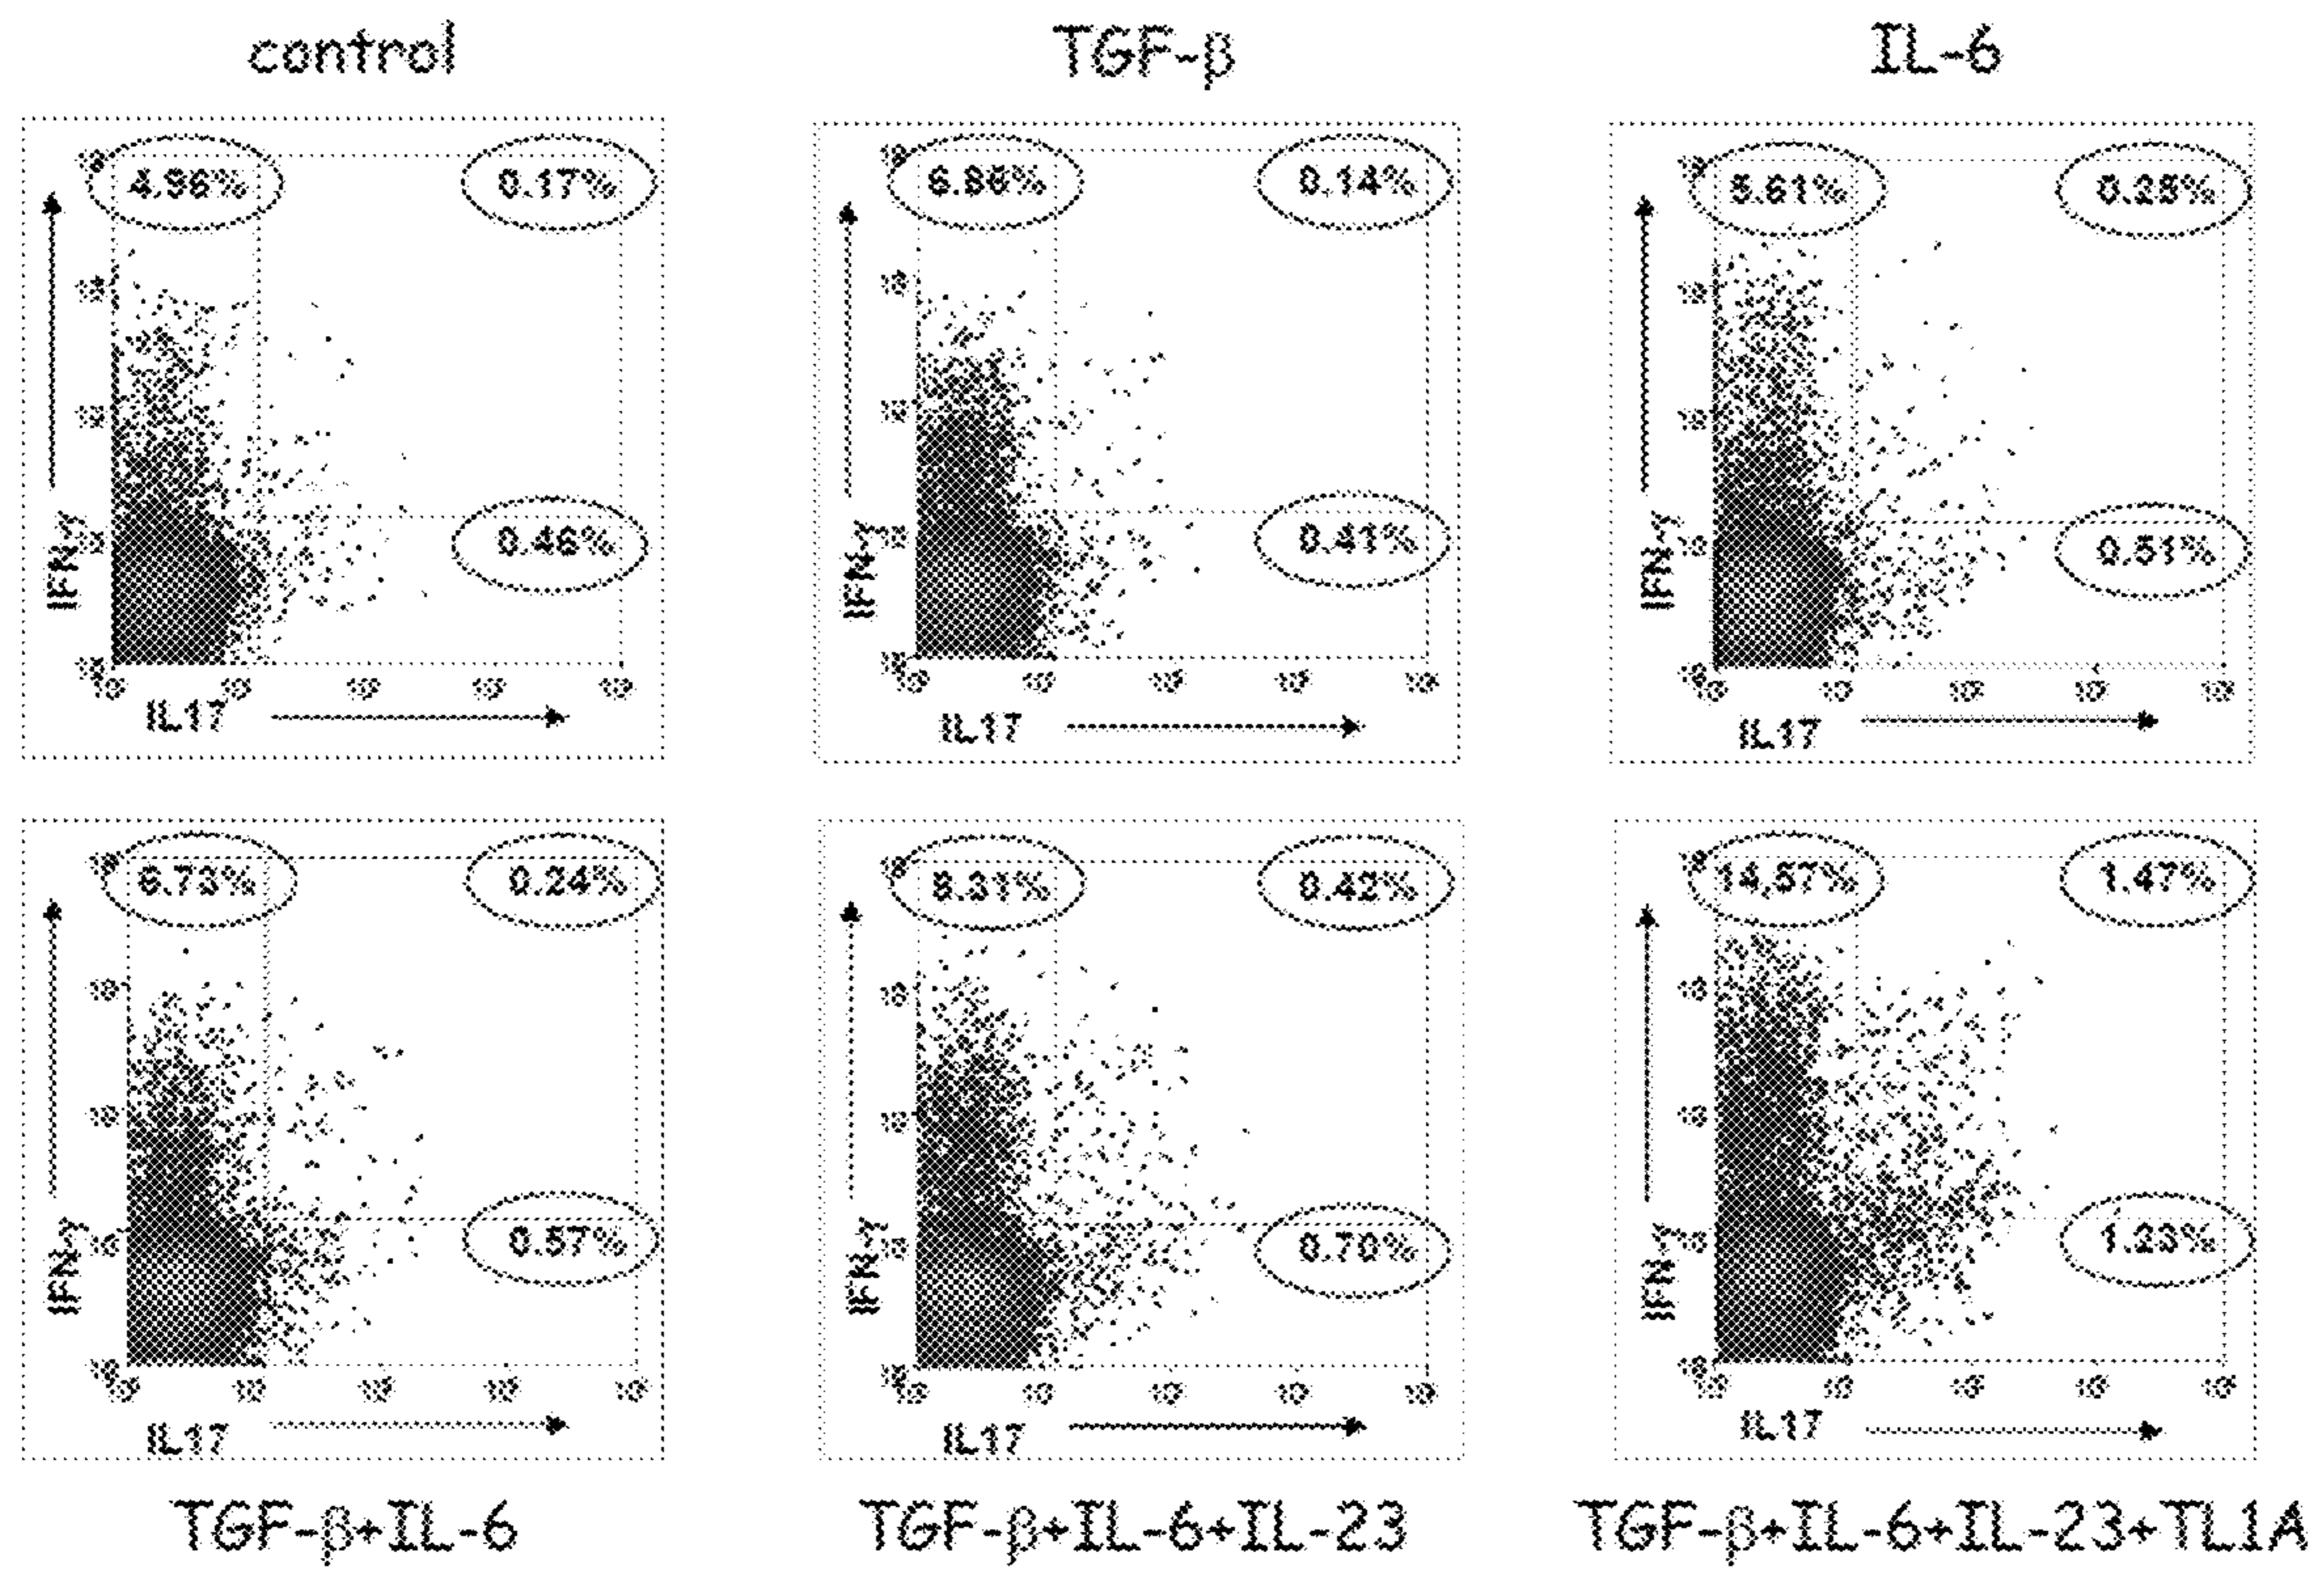 control
TGF-β
IL-6
4.96% 0.17%
0.46%
IFN-γ
IL17
6.86% 0.14%
0.41%
IFN-γ
IL17
5.61% 0.25%
0.51%
IFN-γ
IL17
6.73% 0.24%
0.57%
IFN-γ
IL17
8.31% 0.42%
0.70%
IFN-γ
IL17
14.57% 1.47%
1.23%
IFN-γ
IL17
TGF-β+IL-6
TGF-β+IL-6+IL-23
TGF-β+IL-6+IL-23+TL1A